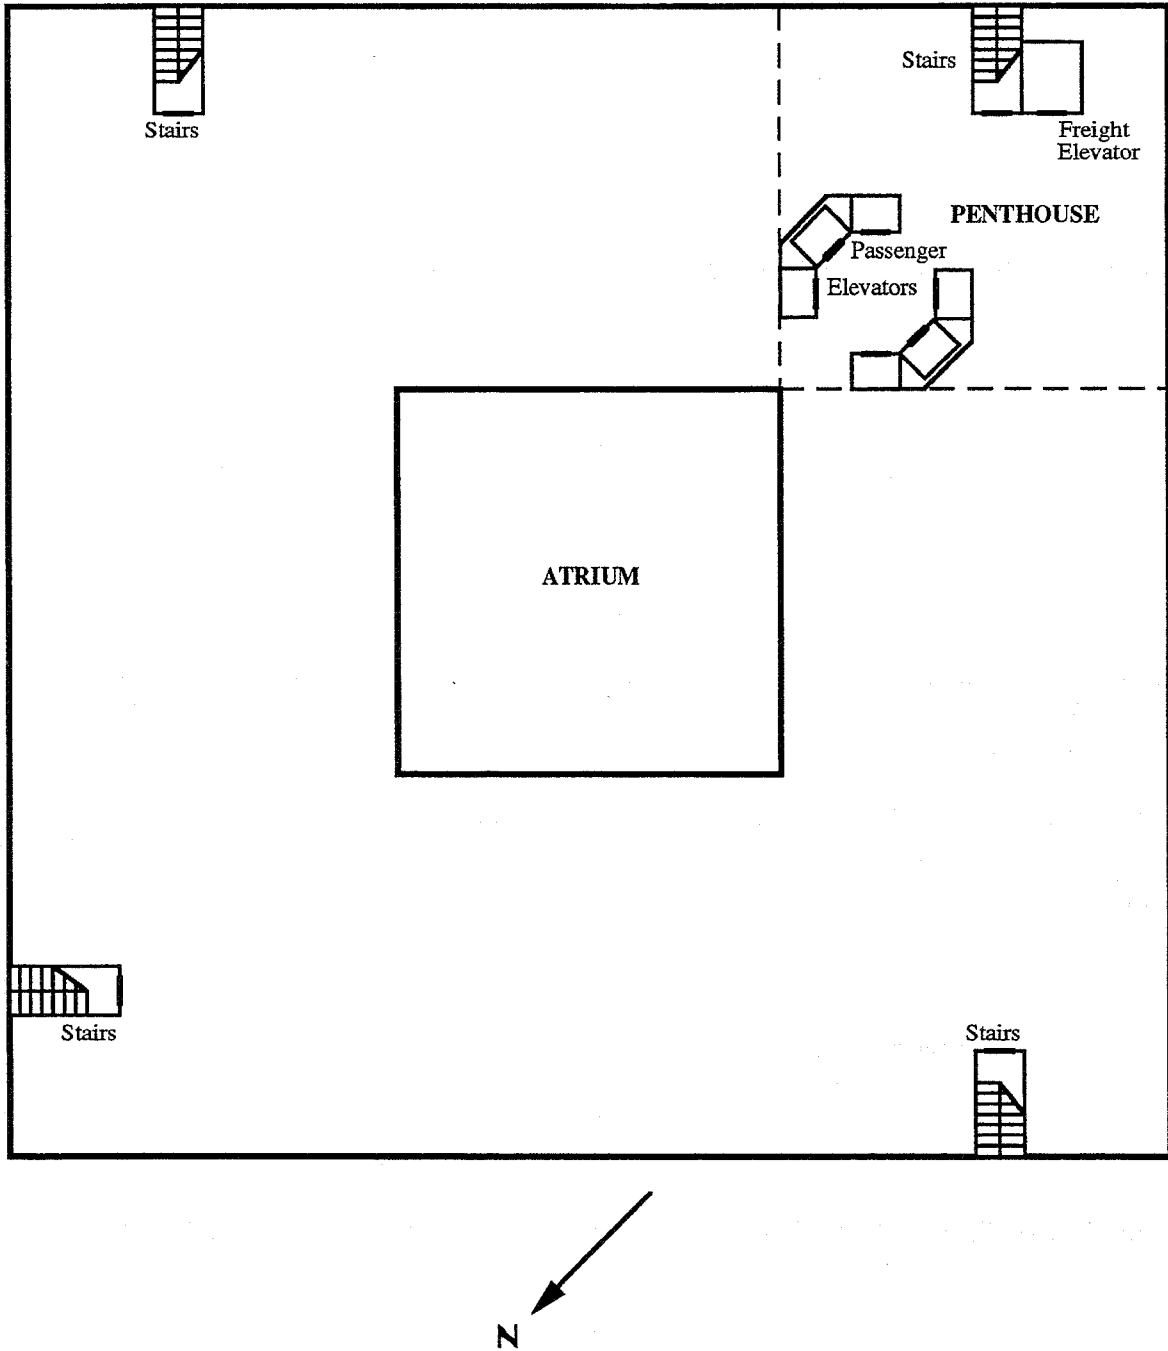 Stairs
Stairs
Freight
Elevator
PENTHOUSE
Passenger
Elevators
ATRIUM
Stairs
Stairs
N